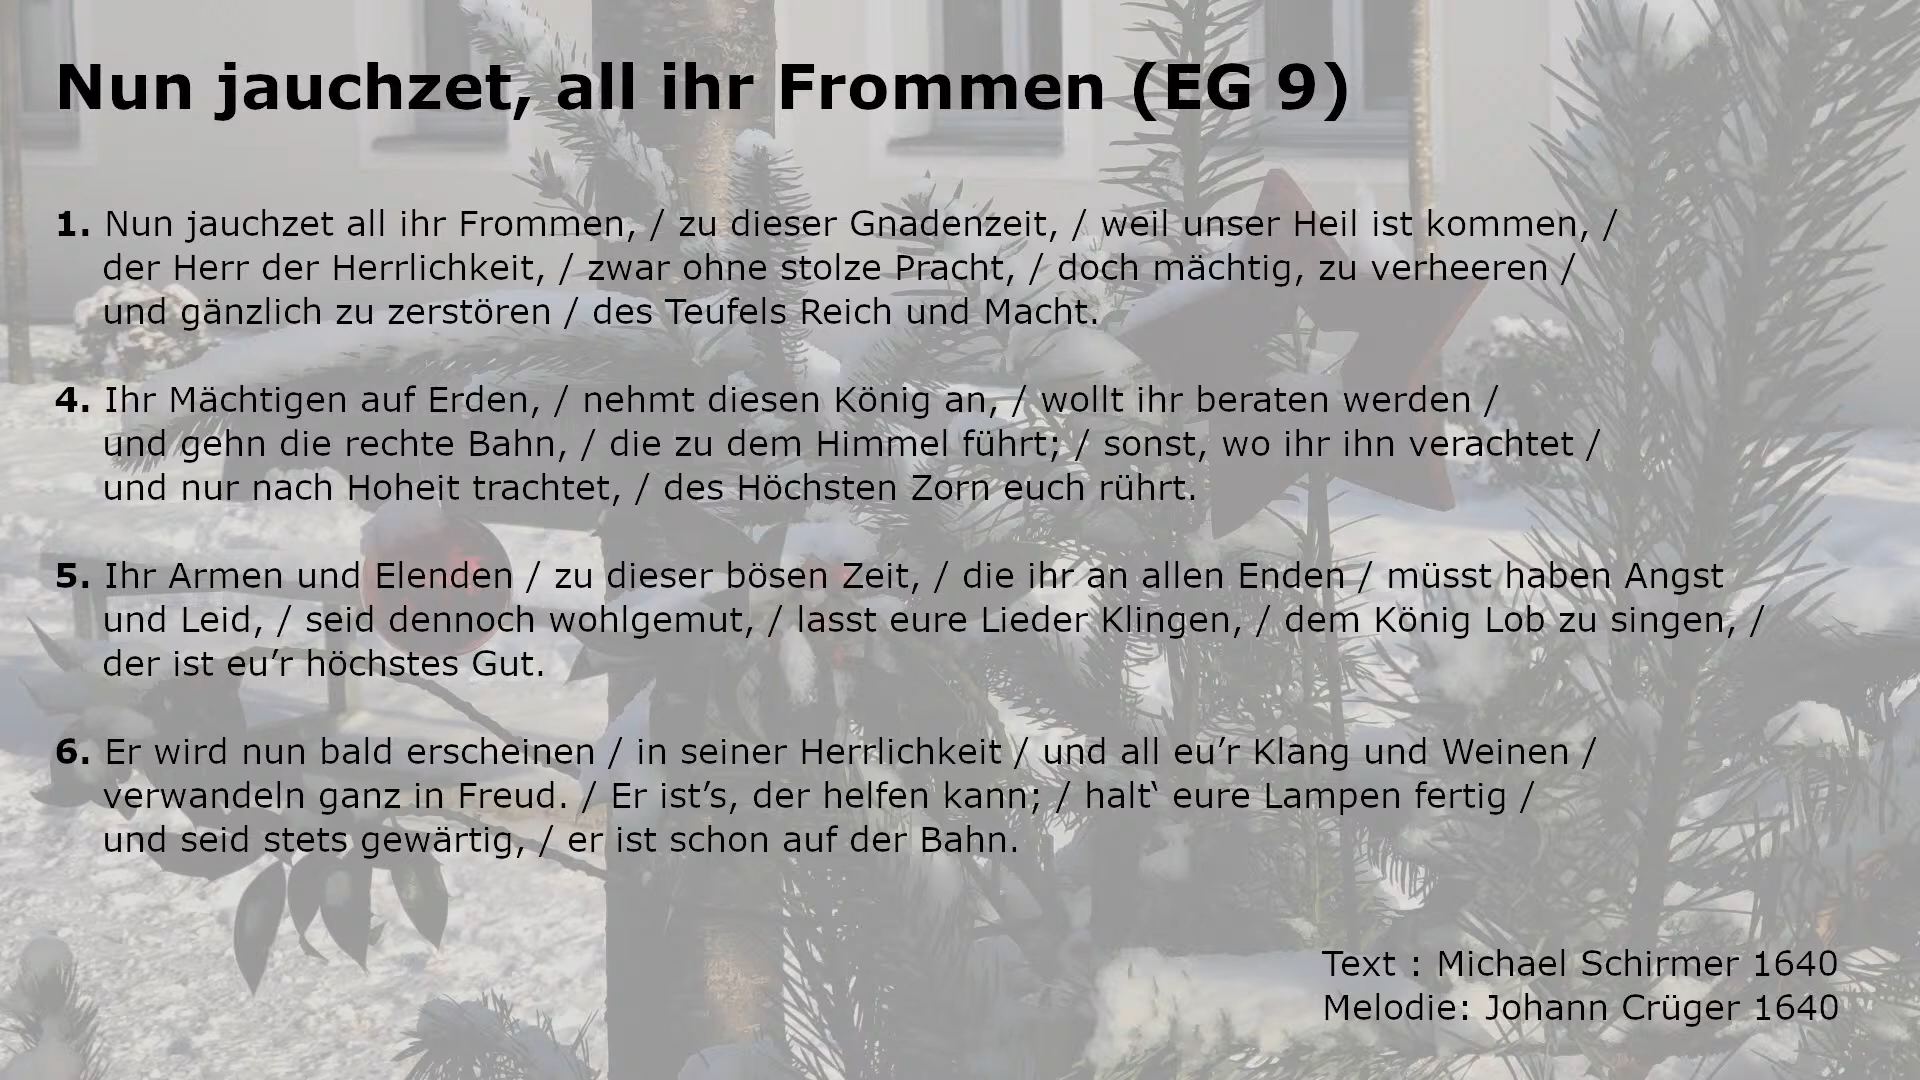 Nun jauchzet, all ihr Frommen (EG 9)
1. Nun jauchzet all ihr Frommen, / zu dieser Gnadenzeit, / weil unser Heil ist kommen, /
der Herr der Herrlichkeit, / zwar ohne stolze Pracht, / doch mächtig, zu verheeren /
und gänzlich zu zerstören / des Teufels Reich und Macht.
4. Ihr Mächtigen auf Erden, / nehmt diesen König an, / wollt ihr beraten werden /
und gehn die rechte Bahn, / die zu dem Himmel führt; / sonst, wo ihr ihn verachtet /
und nur nach Hoheit trachtet, / des Höchsten Zorn euch rührt.
5. Ihr Armen und Elenden / zu dieser bösen Zeit, / die ihr an allen Enden / müsst haben Angst
und Leid, / seid dennoch wohlgemut, / lasst eure Lieder Klingen, / dem König Lob zu singen, /
der ist eu’r höchstes Gut.
6. Er wird nun bald erscheinen / in seiner Herrlichkeit / und all eu’r Klang und Weinen /
verwandeln ganz in Freud. / Er ist’s, der helfen kann; / halt‘ eure Lampen fertig /
und seid stets gewärtig, / er ist schon auf der Bahn.
Text : Michael Schirmer 1640
Melodie: Johann Crüger 1640